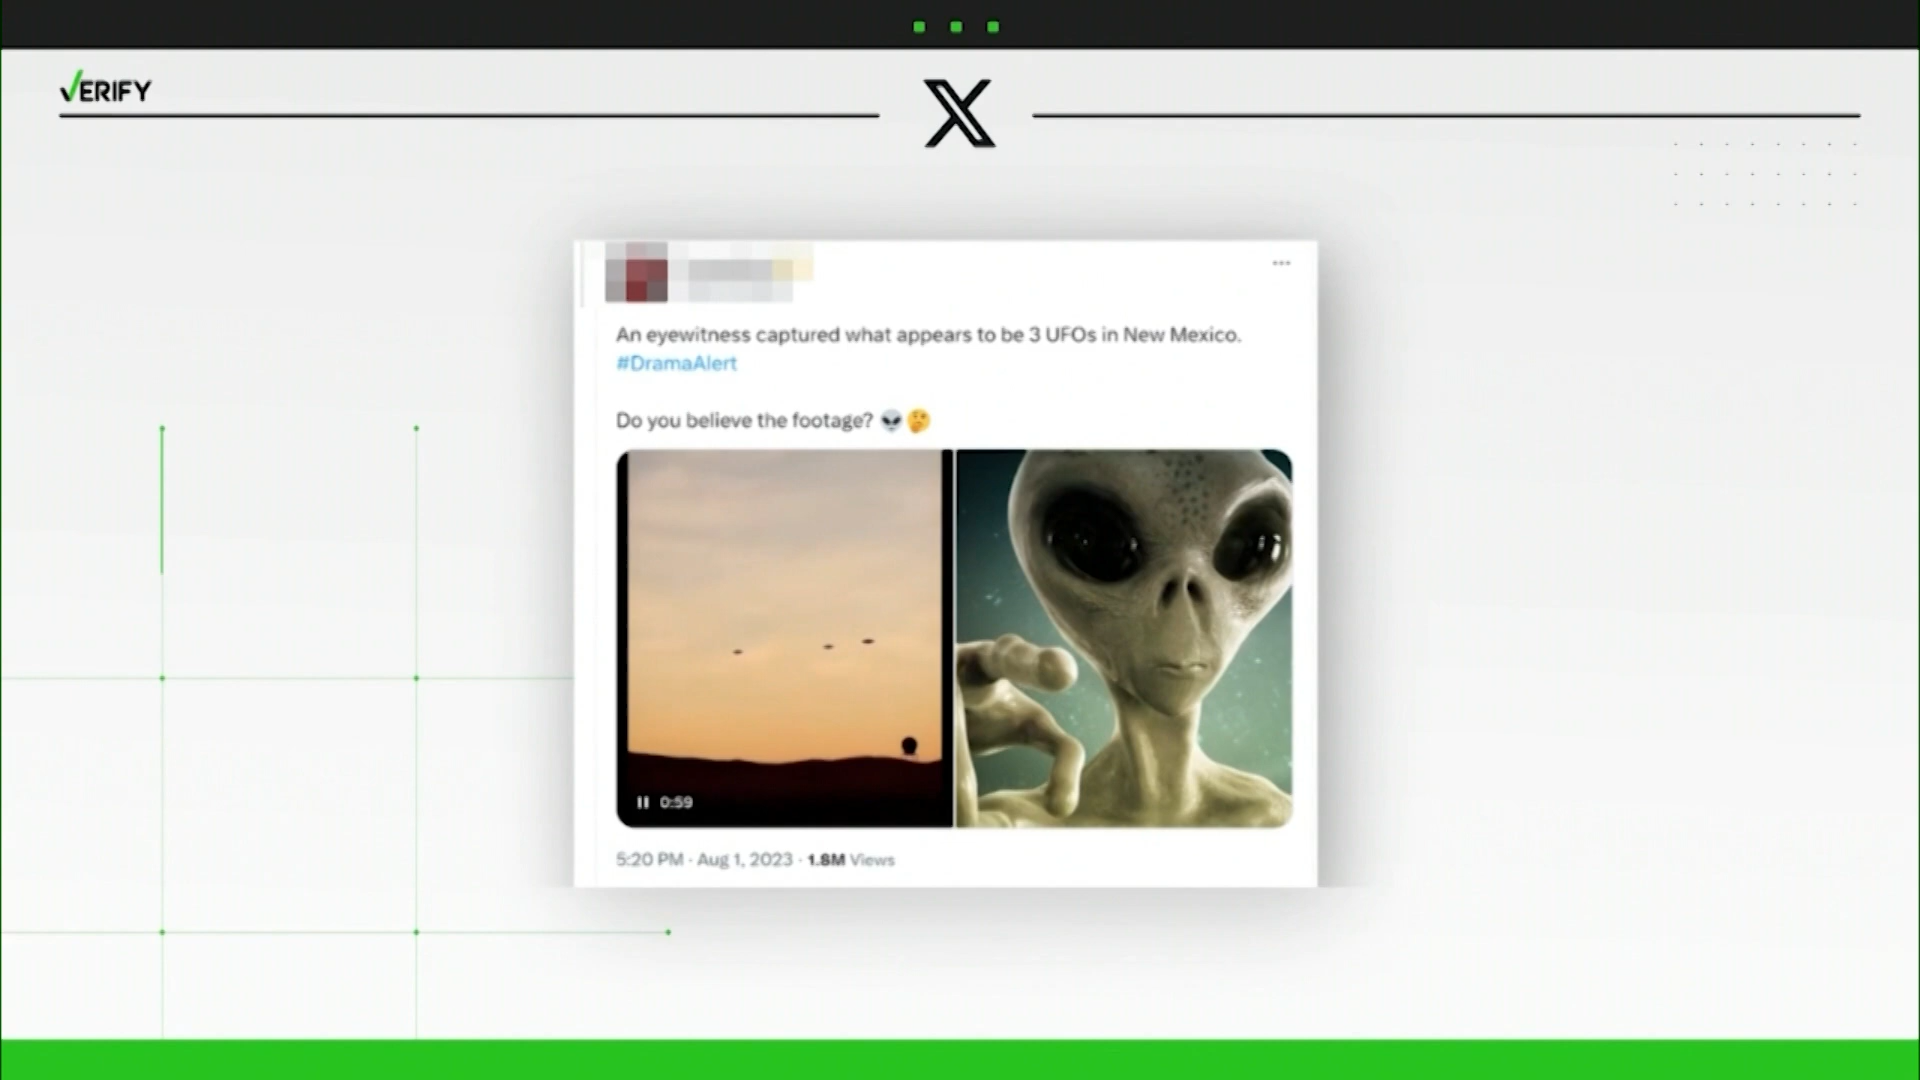 VERIFY
X
An eyewitness captured what appears to be 3 UFOs in New Mexico.
#DramaAlert
Do you believe the footage? 👽🤔
0:59
5:20 PM · Aug 1, 2023 · 1.8M Views